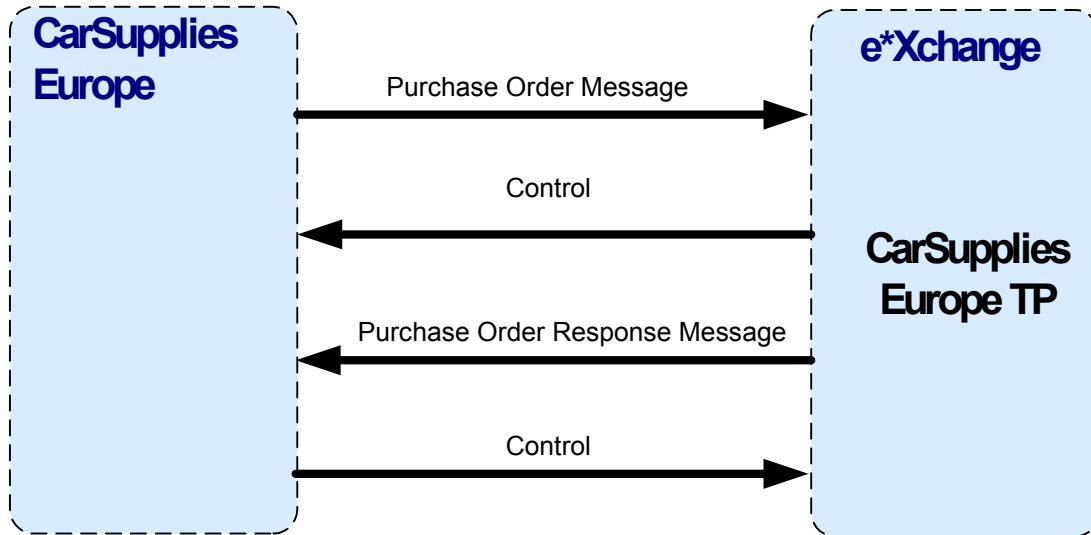 CarSupplies
Europe
e*Xchange
Purchase Order Message
Control
CarSupplies
Europe TP
Purchase Order Response Message
Control